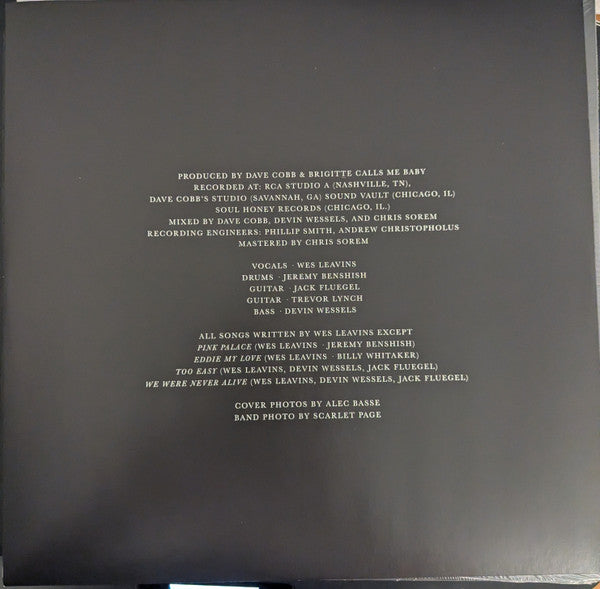 PRODUCED BY DAVE COBB & BRIGITTE CALLS ME BABY
RECORDED AT: RCA STUDIO A (NASHVILLE, TN),
DAVE COBB'S STUDIO (SAVANNAH, GA) SOUND VAULT (CHICAGO, IL)
SOUL HONEY RECORDS (CHICAGO, IL.)
MIXED BY DAVE COBB, DEVIN WESSELS, AND CHRIS SOREM
RECORDING ENGINEERS: PHILLIP SMITH, ANDREW CHRISTOPHOLUS
MASTERED BY CHRIS SOREM
VOCALS · WES LEAVINS
DRUMS · JEREMY BENSHISH
GUITAR · JACK FLUEGEL
GUITAR · TREVOR LYNCH
BASS · DEVIN WESSELS
ALL SONGS WRITTEN BY WES LEAVINS EXCEPT
PINK PALACE (WES LEAVINS · JEREMY BENSHISH)
EDDIE MY LOVE (WES LEAVINS · BILLY WHITAKER)
TOO EASY (WES LEAVINS, DEVIN WESSELS, JACK FLUEGEL)
WE WERE NEVER ALIVE (WES LEAVINS, DEVIN WESSELS, JACK FLUEGEL)
COVER PHOTOS BY ALEC BASSE
BAND PHOTO BY SCARLET PAGE